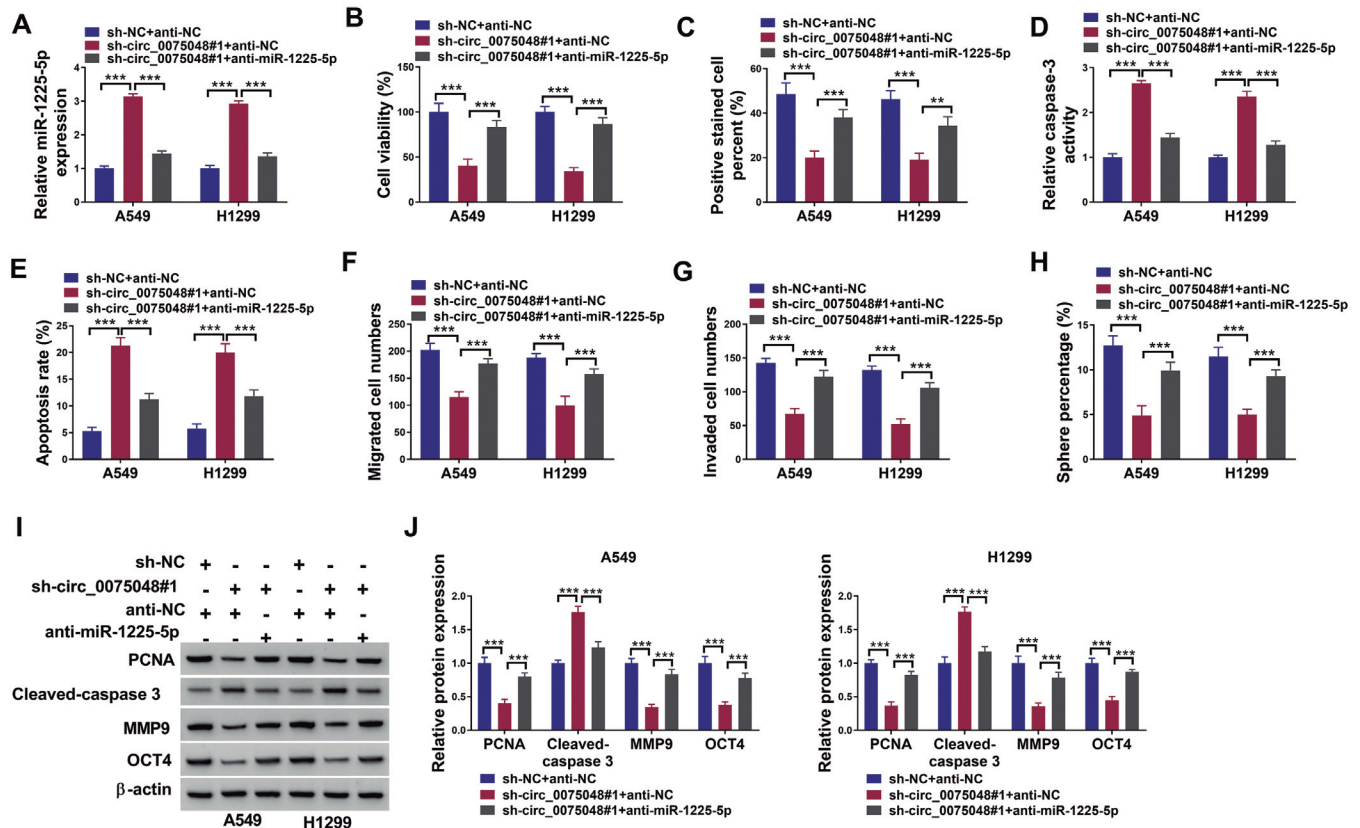 A
sh-NC+anti-NC
sh-circ_0075048#1+anti-NC
sh-circ_0075048#1+anti-miR-1225-5p
Relative miR-1225-5p
expression
4
3
2
1
0
*** *** *** ***
A549 H1299
B
sh-NC+anti-NC
sh-circ_0075048#1+anti-NC
sh-circ_0075048#1+anti-miR-1225-5p
Cell viability (%)
150
100
50
0
*** *** *** ***
A549 H1299
C
sh-NC+anti-NC
sh-circ_0075048#1+anti-NC
sh-circ_0075048#1+anti-miR-1225-5p
Positive stained cell
percent (%)
60
40
20
0
*** *** *** **
A549 H1299
D
sh-NC+anti-NC
sh-circ_0075048#1+anti-NC
sh-circ_0075048#1+anti-miR-1225-5p
Relative caspase-3
activity
3
2
1
0
*** *** *** ***
A549 H1299
E
sh-NC+anti-NC
sh-circ_0075048#1+anti-NC
sh-circ_0075048#1+anti-miR-1225-5p
Apoptosis rate (%)
25
20
15
10
5
0
*** *** *** ***
A549 H1299
F
sh-NC+anti-NC
sh-circ_0075048#1+anti-NC
sh-circ_0075048#1+anti-miR-1225-5p
Migrated cell numbers
250
200
150
100
50
0
*** *** *** ***
A549 H1299
G
sh-NC+anti-NC
sh-circ_0075048#1+anti-NC
sh-circ_0075048#1+anti-miR-1225-5p
Invaded cell numbers
200
150
100
50
0
*** *** *** ***
A549 H1299
H
sh-NC+anti-NC
sh-circ_0075048#1+anti-NC
sh-circ_0075048#1+anti-miR-1225-5p
Sphere percentage (%)
15
10
5
0
*** *** *** ***
A549 H1299
I
sh-NC + - - + - -
sh-circ_0075048#1 - + + - + +
anti-NC + + - + + -
anti-miR-1225-5p - - + - - +
PCNA
Cleaved-caspase 3
MMP9
OCT4
β-actin
A549 H1299
J
A549
Relative protein expression
2.0
1.5
1.0
0.5
0.0
*** *** *** *** *** *** *** ***
PCNA Cleaved-caspase 3 MMP9 OCT4
sh-NC+anti-NC
sh-circ_0075048#1+anti-NC
sh-circ_0075048#1+anti-miR-1225-5p
H1299
Relative protein expression
2.0
1.5
1.0
0.5
0.0
*** *** *** *** *** *** *** ***
PCNA Cleaved-caspase 3 MMP9 OCT4
sh-NC+anti-NC
sh-circ_0075048#1+anti-NC
sh-circ_0075048#1+anti-miR-1225-5p